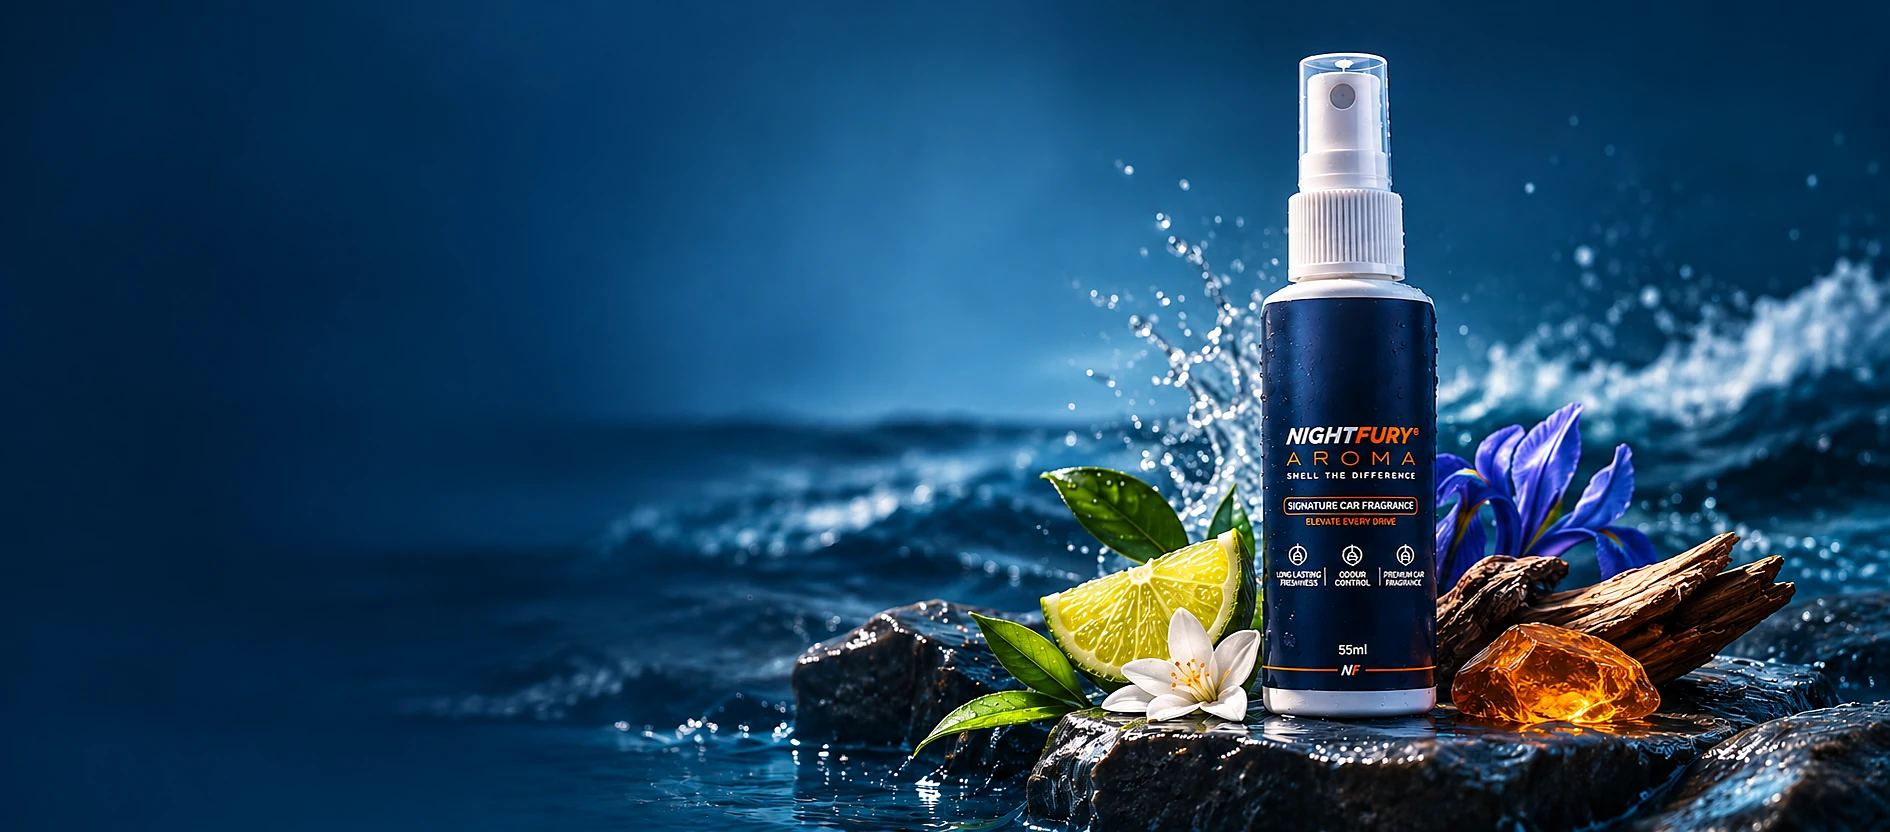 NIGHTFURY®
AROMA
SMELL THE DIFFERENCE
SIGNATURE CAR FRAGRANCE
ELEVATE EVERY DRIVE
LONG LASTING FRESHNESS
ODOUR CONTROL
PREMIUM CAR FRAGRANCE
55ml
NF